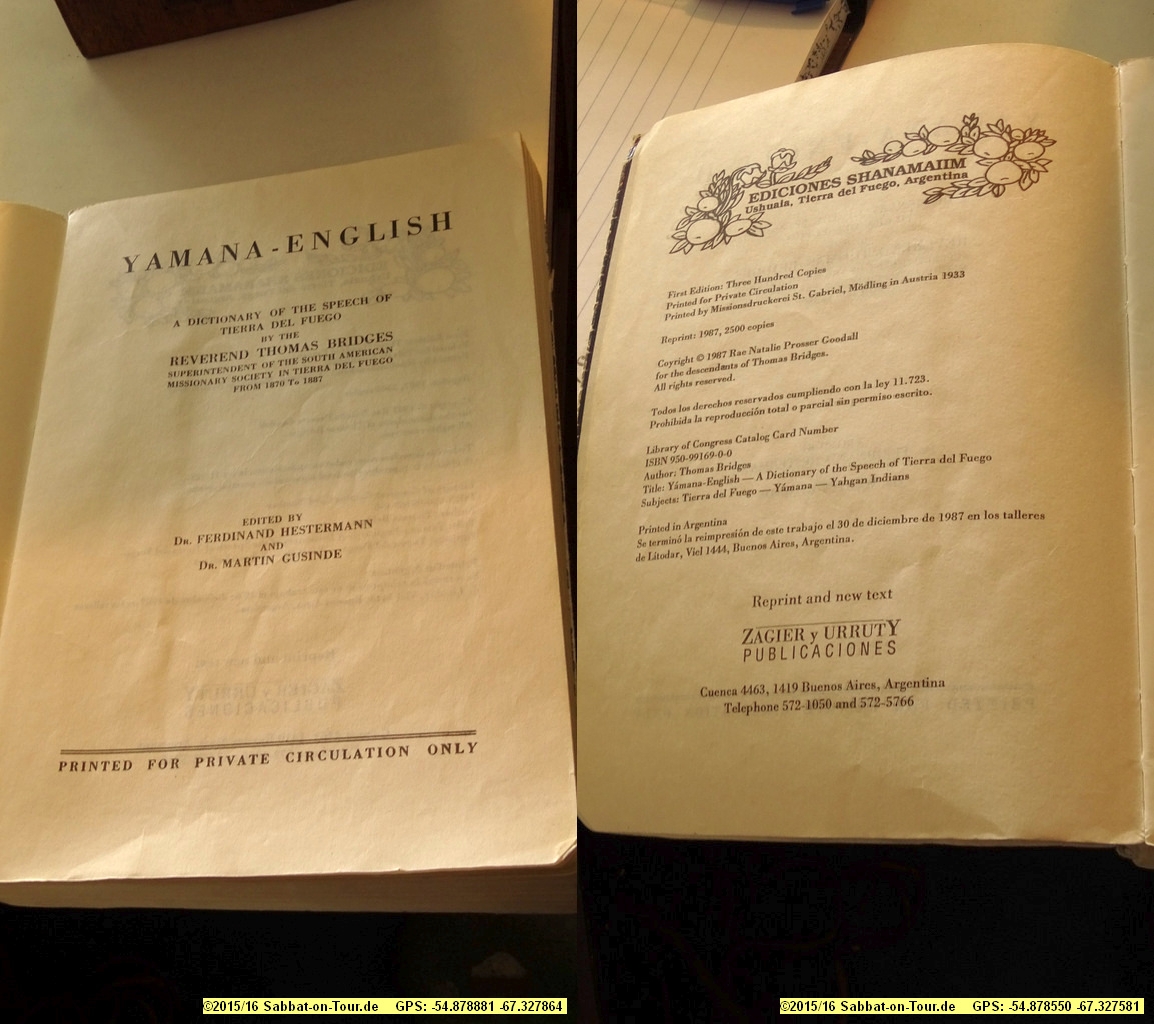 YAMANA-ENGLISH
A DICTIONARY OF THE SPEECH OF
TIERRA DEL FUEGO
BY THE
REVEREND THOMAS BRIDGES
SUPERINTENDENT OF THE SOUTH AMERICAN
MISSIONARY SOCIETY IN TIERRA DEL FUEGO
FROM 1870 To 1887
EDITED BY
DR. FERDINAND HESTERMANN
AND
DR. MARTIN GUSINDE
PRINTED FOR PRIVATE CIRCULATION ONLY
©2015/16 Sabbat-on-Tour.de GPS: -54.878881 -67.327864
EDICIONES SHANAMAIIM
Ushuaia, Tierra del Fuego, Argentina
First Edition: Three Hundred Copies
Printed for Private Circulation
Printed by Missionsdruckerei St. Gabriel, Mödling in Austria 1933
Reprint: 1987, 2500 copies
Coyright © 1987 Rae Natalie Prosser Goodall
for the descendants of Thomas Bridges.
All rights reserved.
Todos los derechos reservados cumpliendo con la ley 11.723.
Prohibida la reproducción total o parcial sin permiso escrito.
Library of Congress Catalog Card Number
ISBN 950-99169-0-0
Author: Thomas Bridges
Title: Yámana-English — A Dictionary of the Speech of Tierra del Fuego
Subjects: Tierra del Fuego — Yámana — Yahgan Indians
Printed in Argentina
Se terminó la reimpresión de este trabajo el 30 de diciembre de 1987 en los talleres
de Litodar, Viel 1444, Buenos Aires, Argentina.
Reprint and new text
ZAGIER y URRUTY
PUBLICACIONES
Cuenca 4463, 1419 Buenos Aires, Argentina
Telephone 572-1050 and 572-5766
©2015/16 Sabbat-on-Tour.de GPS: -54.878550 -67.327581